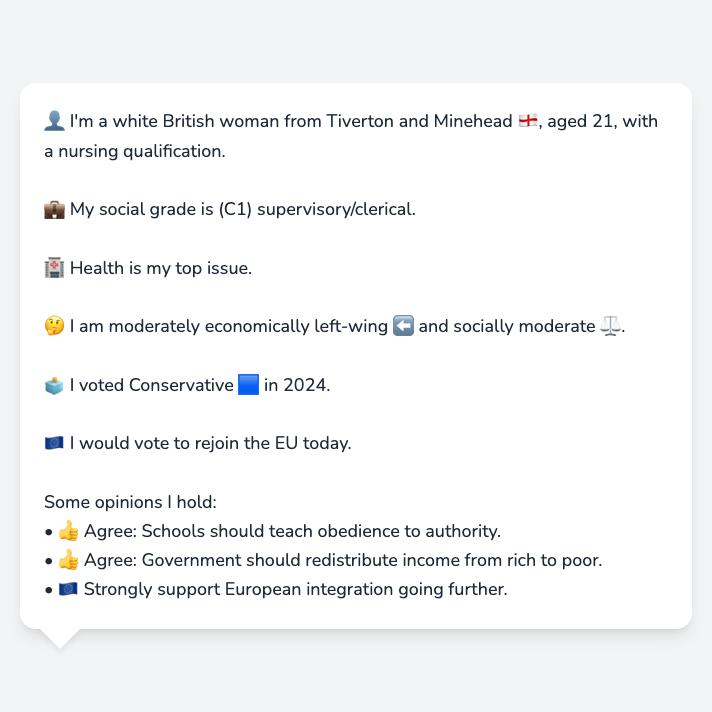 👤 I'm a white British woman from Tiverton and Minehead 🏴󠁧󠁢󠁥󠁮󠁧󠁿, aged 21, with
a nursing qualification.
💼 My social grade is (C1) supervisory/clerical.
🏥 Health is my top issue.
🤔 I am moderately economically left-wing ⬅️ and socially moderate ⚖️.
🗳️ I voted Conservative 🟦 in 2024.
🇪🇺 I would vote to rejoin the EU today.
Some opinions I hold:
• 👍 Agree: Schools should teach obedience to authority.
• 👍 Agree: Government should redistribute income from rich to poor.
• 🇪🇺 Strongly support European integration going further.